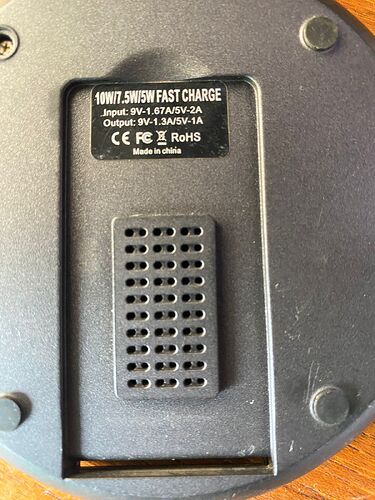 10W/7.5W/5W FAST CHARGE
Input: 9V-1.67A/5V-2A
Output: 9V-1.3A/5V-1A
CE FC RoHS
Made in china